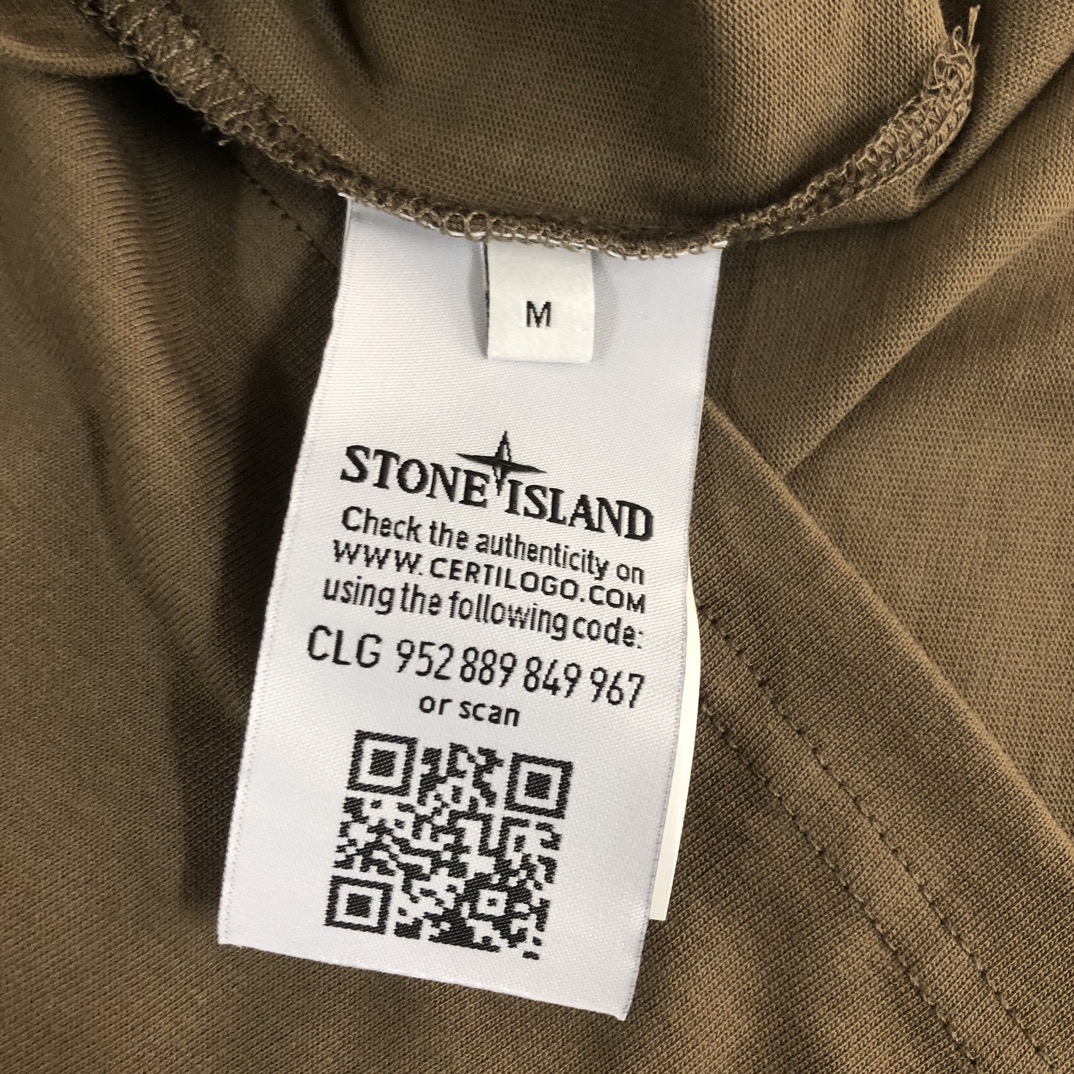 M
STONE ISLAND
Check the authenticity on
WWW.CERTILOGO.COM
using the following code:
CLG 952 889 849 967
or scan